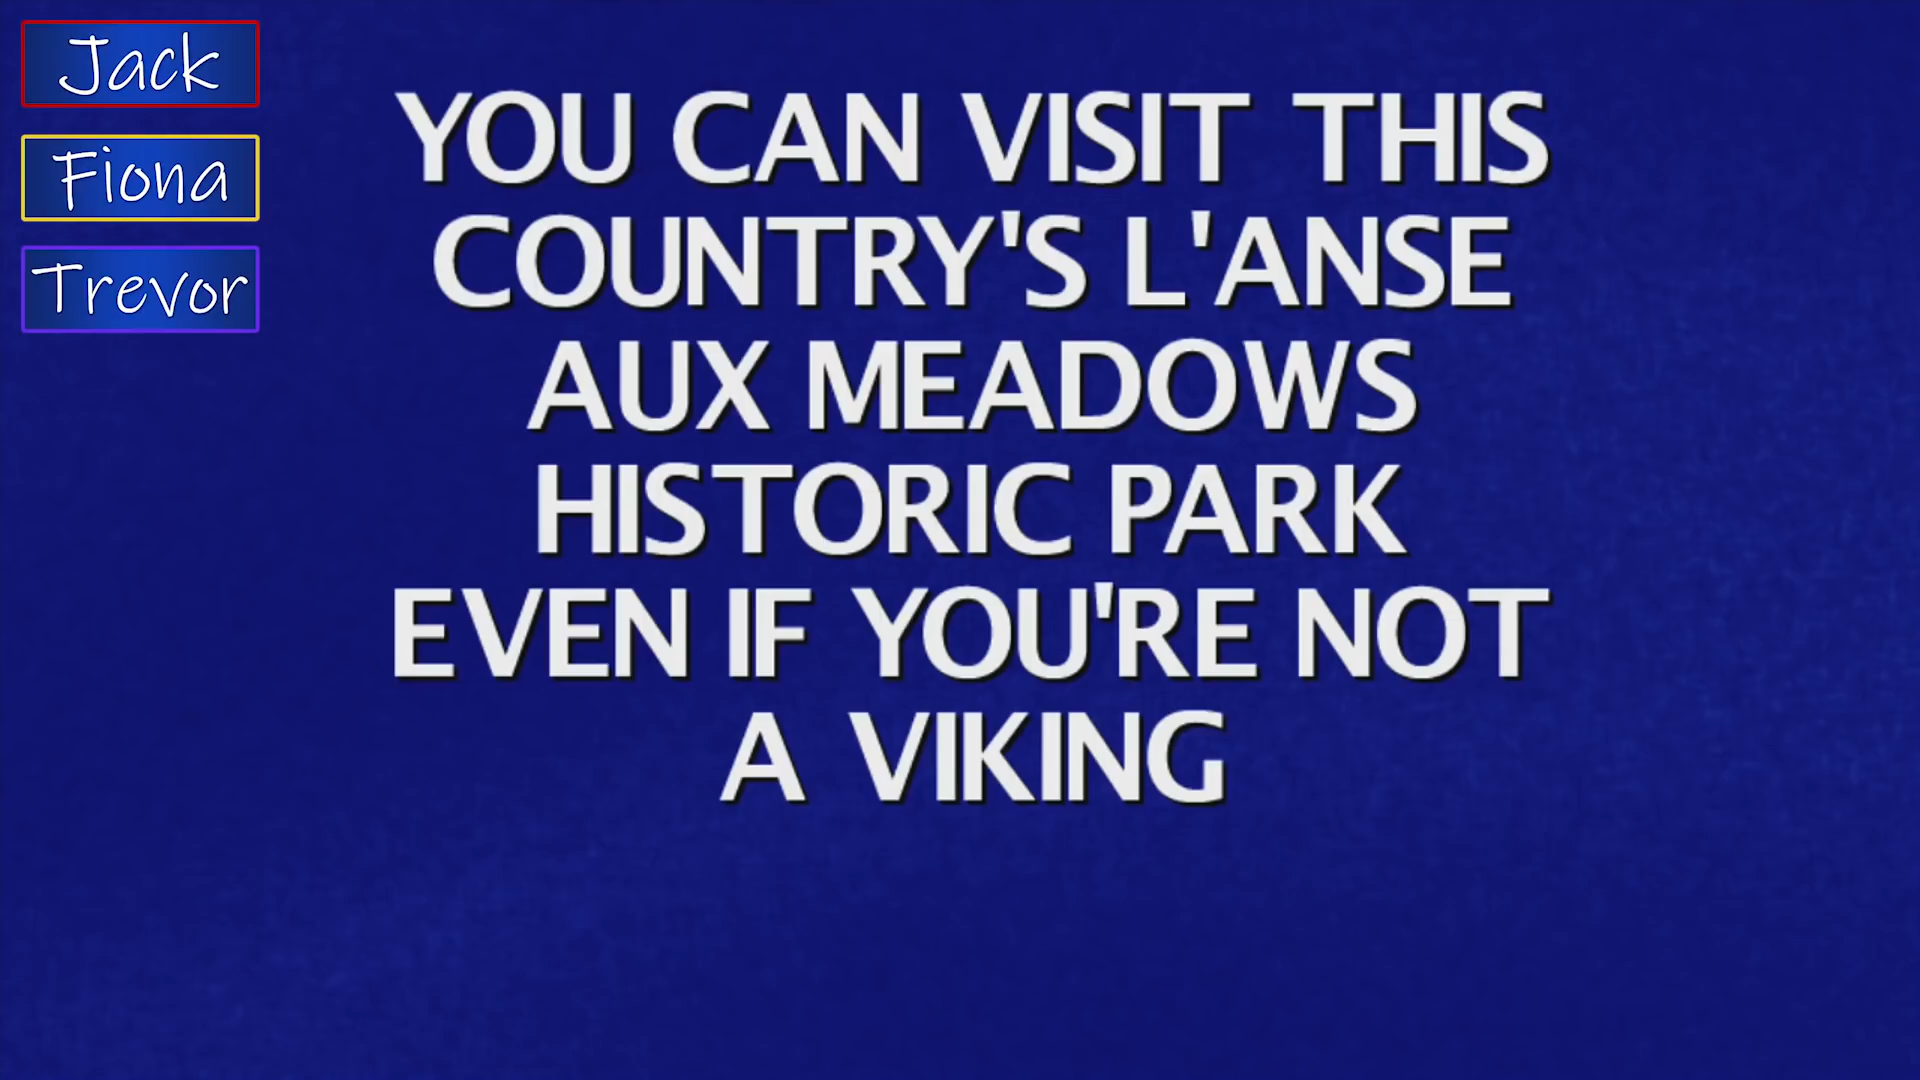 Jack
Fiona
Trevor
YOU CAN VISIT THIS
COUNTRY'S L'ANSE
AUX MEADOWS
HISTORIC PARK
EVEN IF YOU'RE NOT
A VIKING